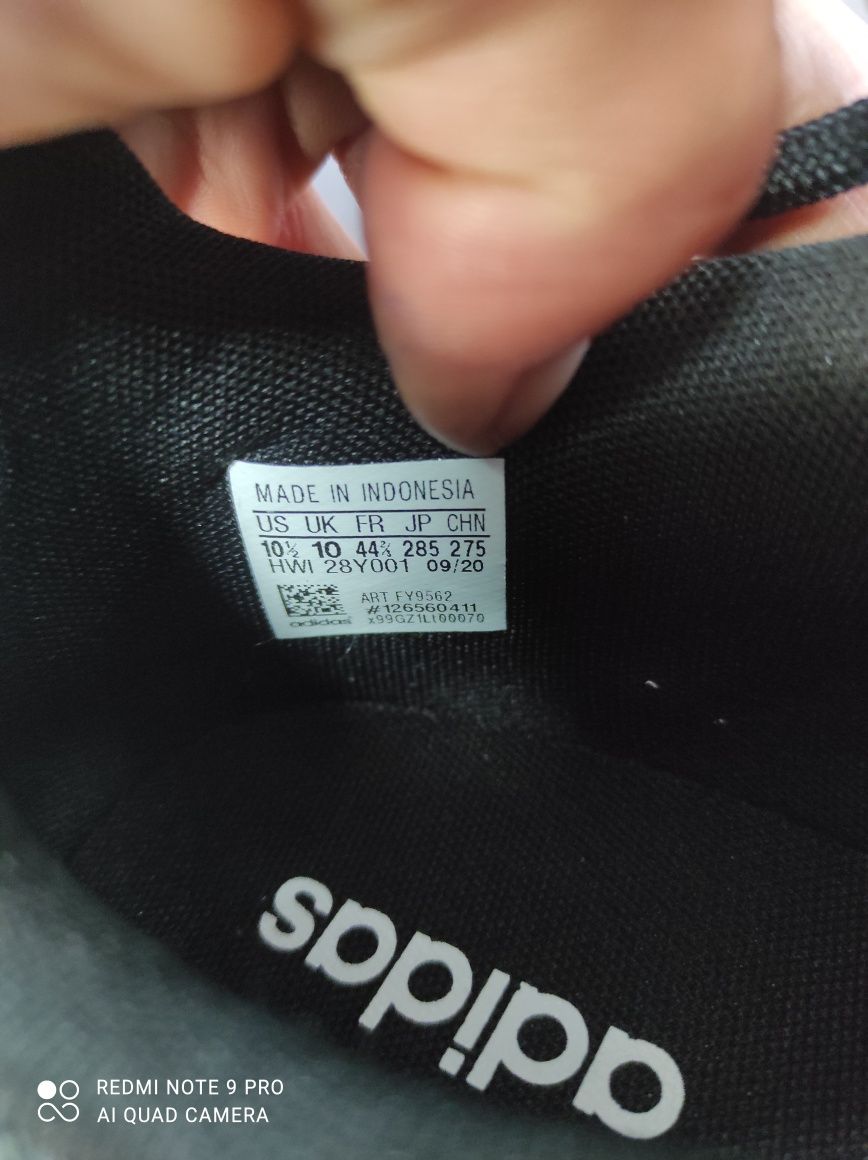 MADE IN INDONESIA
US UK FR JP CHN
10½ 10 44⅔ 285 275
HWI 28Y001 09/20
ART FY9562
#126560411
adidas
adidas
REDMI NOTE 9 PRO
AI QUAD CAMERA